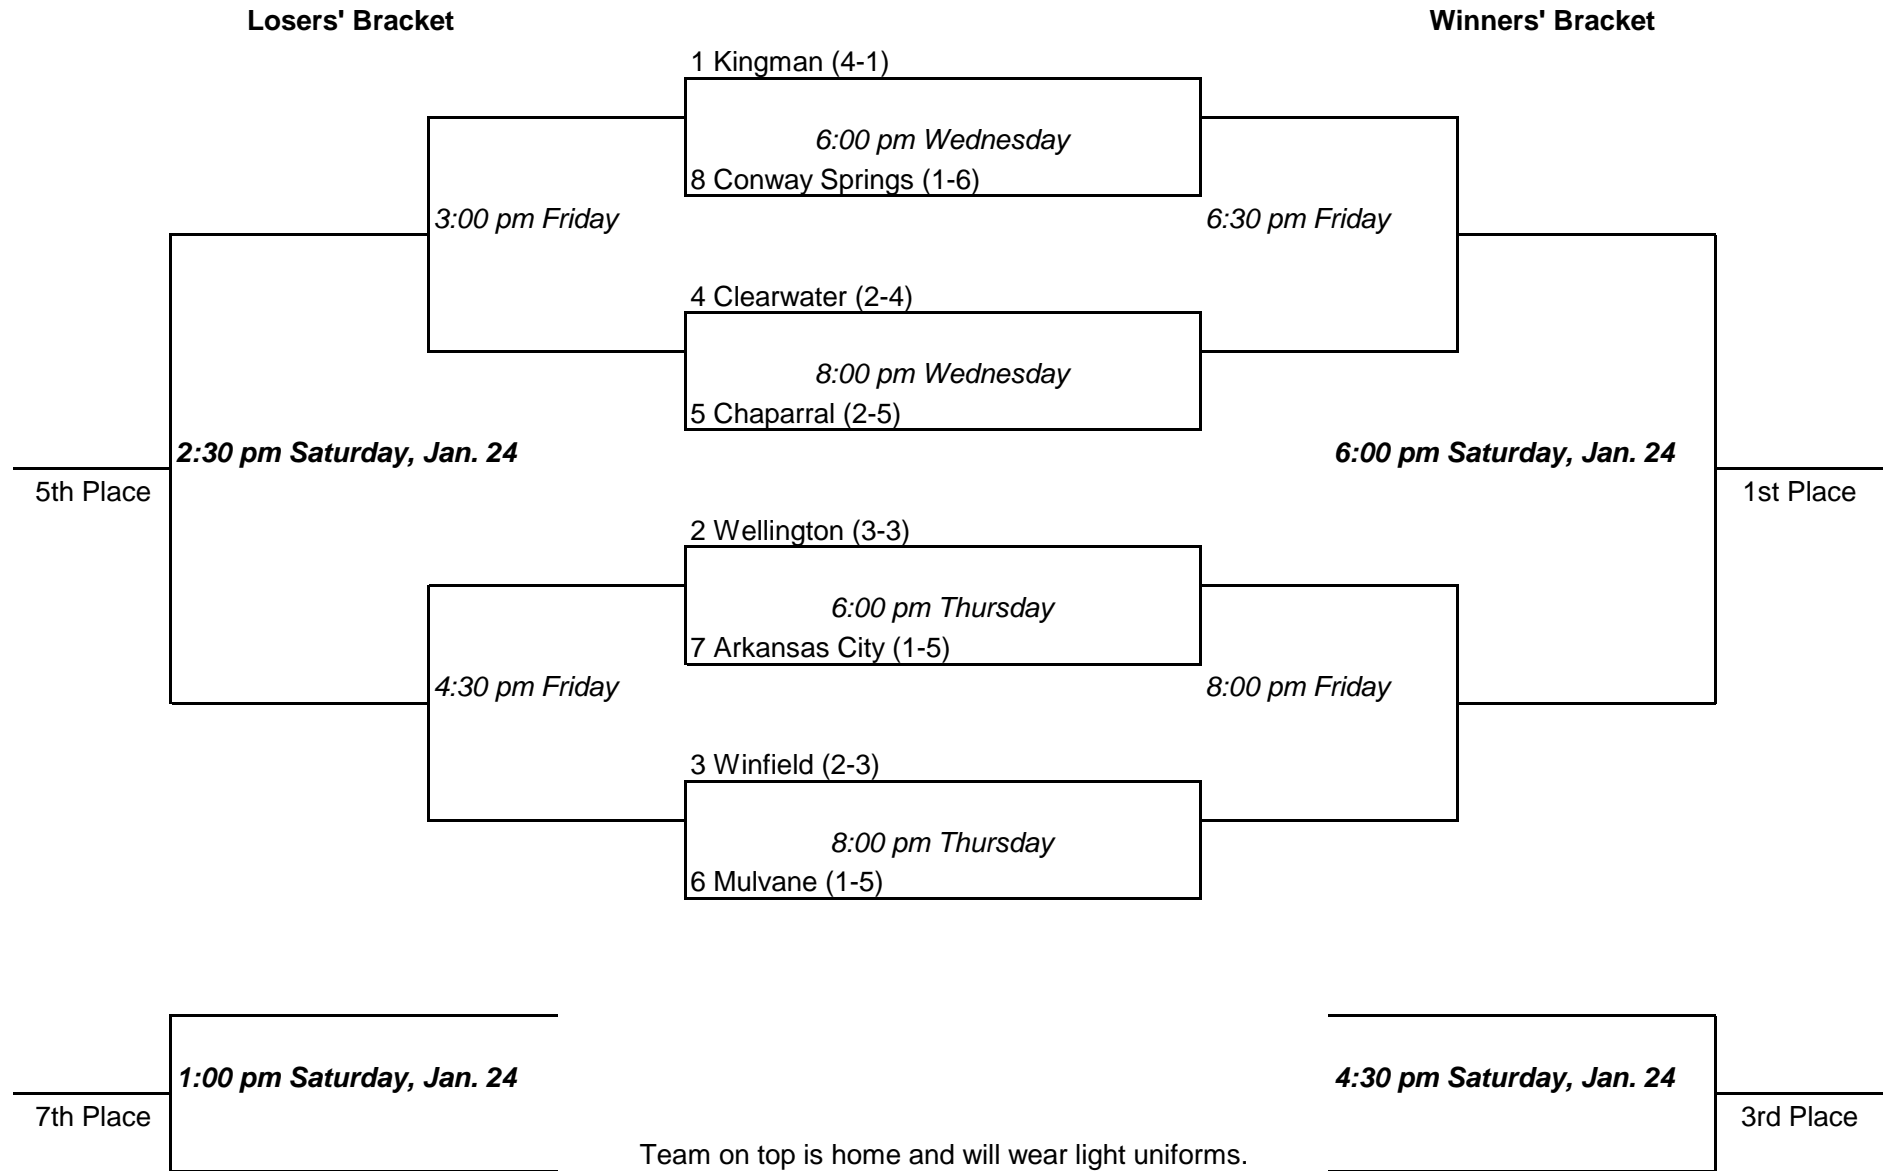 Losers' Bracket
Winners' Bracket
1 Kingman (4-1)
6:00 pm Wednesday
8 Conway Springs (1-6)
3:00 pm Friday
6:30 pm Friday
4 Clearwater (2-4)
8:00 pm Wednesday
5 Chaparral (2-5)
2:30 pm Saturday, Jan. 24
6:00 pm Saturday, Jan. 24
5th Place
1st Place
2 Wellington (3-3)
6:00 pm Thursday
7 Arkansas City (1-5)
4:30 pm Friday
8:00 pm Friday
3 Winfield (2-3)
8:00 pm Thursday
6 Mulvane (1-5)
1:00 pm Saturday, Jan. 24
4:30 pm Saturday, Jan. 24
7th Place
3rd Place
Team on top is home and will wear light uniforms.